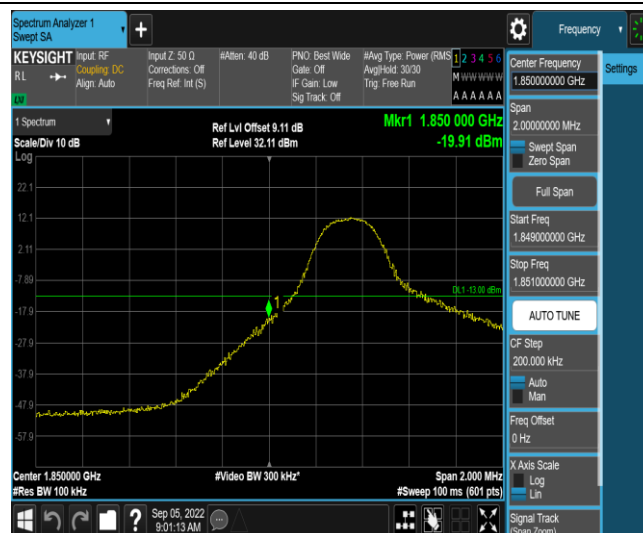 Spectrum Analyzer 1
Swept SA
Frequency
KEYSIGHT
RL
Input: RF
Coupling: DC
Align: Auto
Input Z: 50 Ω
Corrections: Off
Freq Ref: Int (S)
#Atten: 40 dB
PNO: Best Wide
Gate: Off
IF Gain: Low
Sig Track: Off
#Avg Type: Power (RMS
Avg|Hold: 30/30
Trig: Free Run
1 2 3 4 5 6
M W W W W W
A A A A A A
1 Spectrum
Scale/Div 10 dB
Log
Ref Lvl Offset 9.11 dB
Ref Level 32.11 dBm
Mkr1 1.850 000 GHz
-19.91 dBm
22.1
12.1
2.11
-7.89
-17.9
-27.9
-37.9
-47.9
-57.9
DL1 -13.00 dBm
1
Center 1.850000 GHz
#Res BW 100 kHz
#Video BW 300 kHz*
Span 2.000 MHz
#Sweep 100 ms (601 pts)
Sep 05, 2022
9:01:13 AM
Center Frequency
1.850000000 GHz
Settings
Span
2.00000000 MHz
Swept Span
Zero Span
Full Span
Start Freq
1.849000000 GHz
Stop Freq
1.851000000 GHz
AUTO TUNE
CF Step
200.000 kHz
Auto
Man
Freq Offset
0 Hz
X Axis Scale
Log
Lin
Signal Track
(Span Zoom)